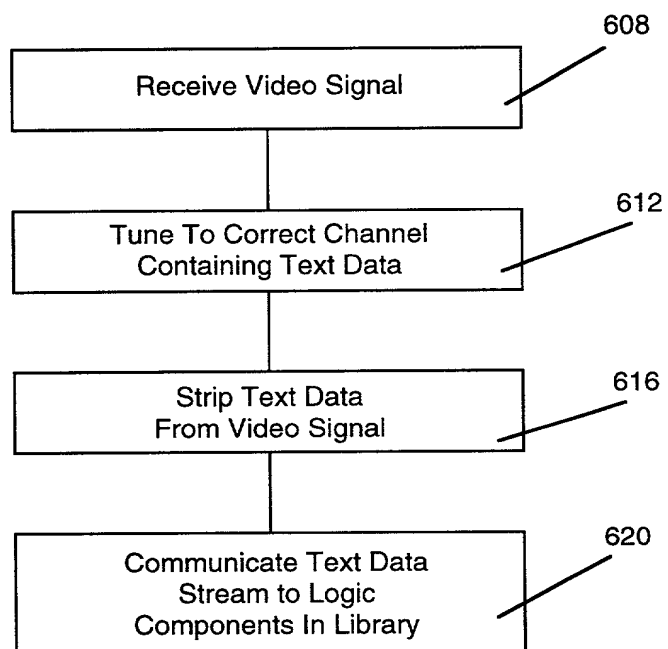 608
Receive Video Signal
612
Tune To Correct Channel
Containing Text Data
616
Strip Text Data
From Video Signal
620
Communicate Text Data
Stream to Logic
Components In Library